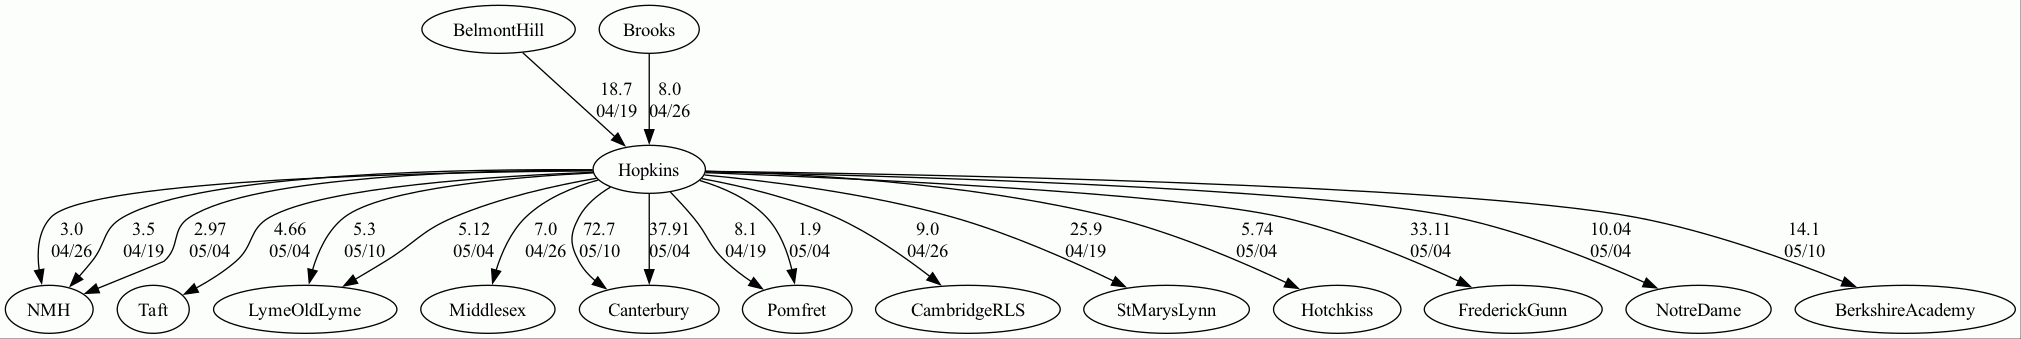 BelmontHill
Brooks
18.7
04/19
8.0
04/26
Hopkins
3.0
04/26
3.5
04/19
2.97
05/04
4.66
05/04
5.3
05/10
5.12
05/04
7.0
04/26
72.7
05/10
37.91
05/04
8.1
04/19
1.9
05/04
9.0
04/26
25.9
04/19
5.74
05/04
33.11
05/04
10.04
05/04
14.1
05/10
NMH
Taft
LymeOldLyme
Middlesex
Canterbury
Pomfret
CambridgeRLS
StMarysLynn
Hotchkiss
FrederickGunn
NotreDame
BerkshireAcademy